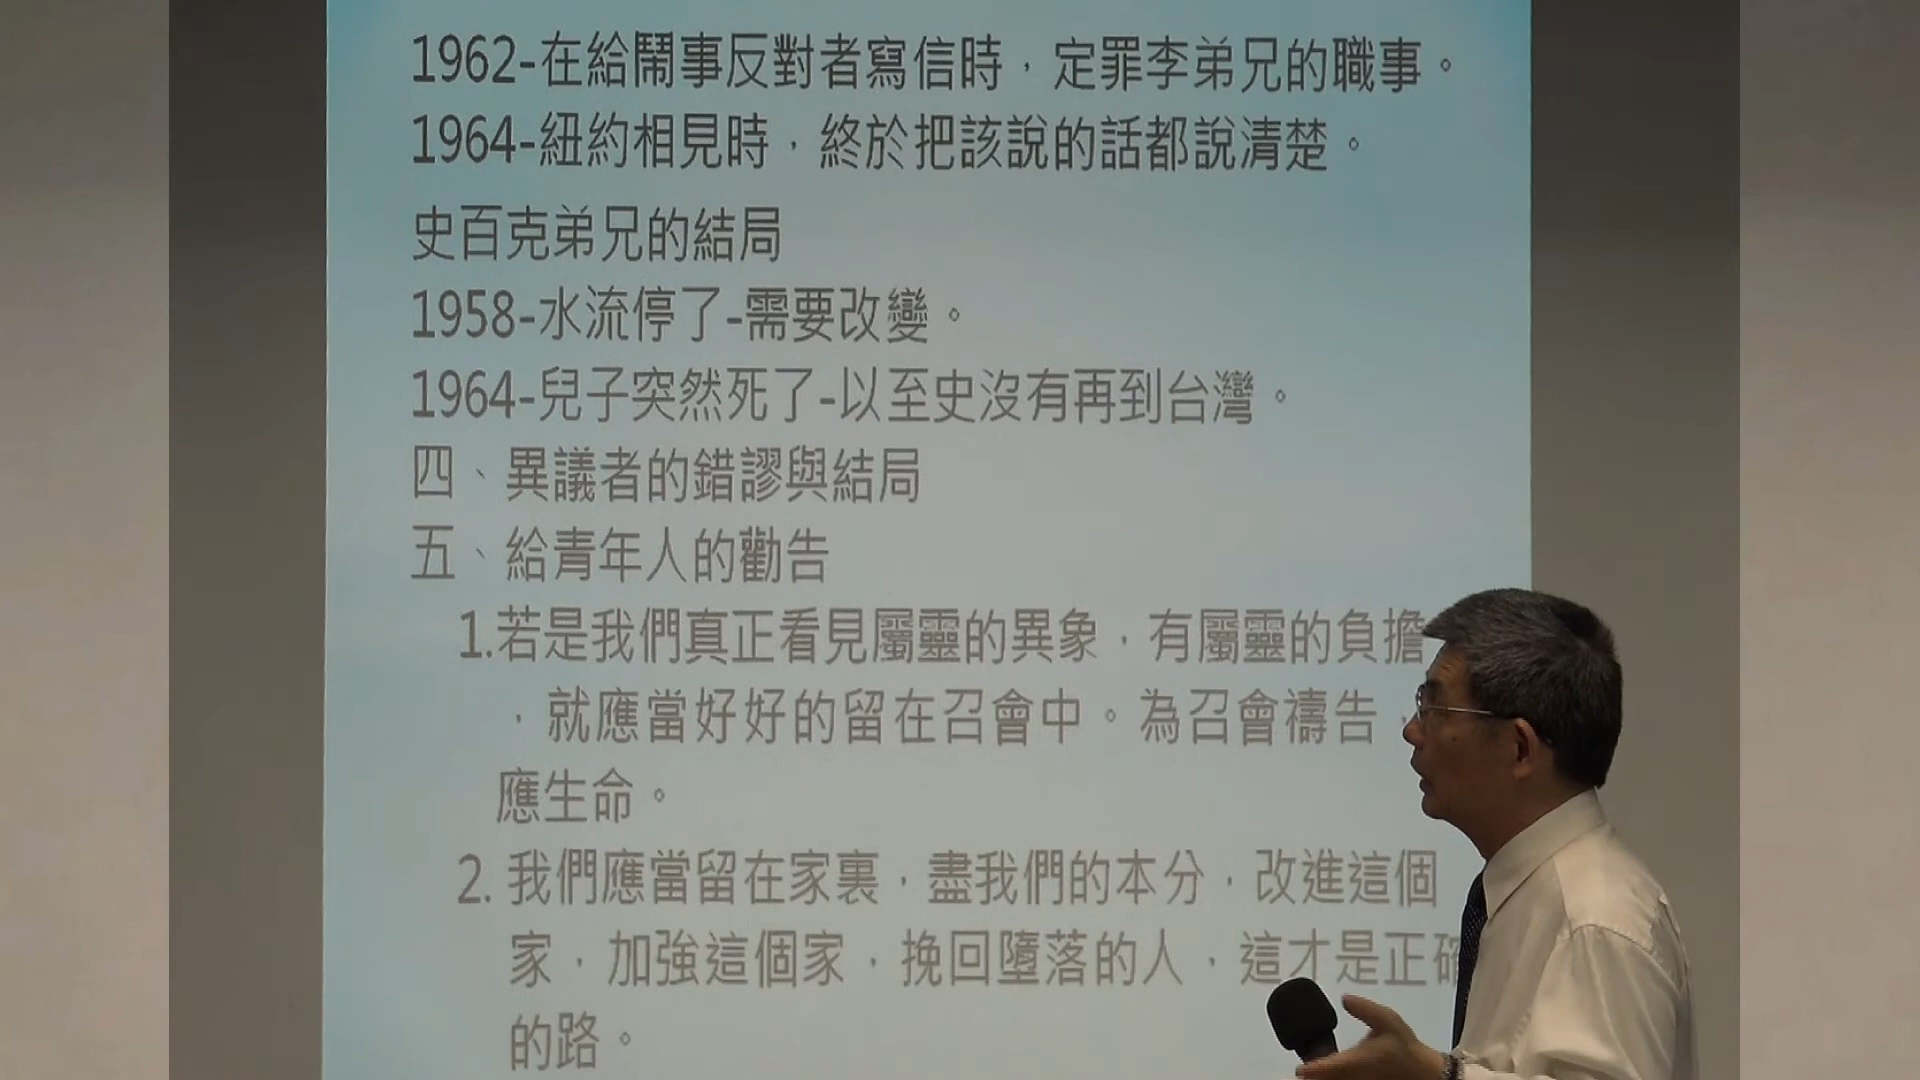 1962-在給鬧事反對者寫信時，定罪李弟兄的職事。
1964-紐約相見時，終於把該說的話都說清楚。
史百克弟兄的結局
1958-水流停了-需要改變。
1964-兒子突然死了-以至史沒有再到台灣。
四、異議者的錯謬與結局
五、給青年人的勸告
1.若是我們真正看見屬靈的異象，有屬靈的負擔
，就應當好好的留在召會中。為召會禱告，
應生命。
2. 我們應當留在家裏，盡我們的本分，改進這個
家，加強這個家，挽回墮落的人，這才是正確
的路。